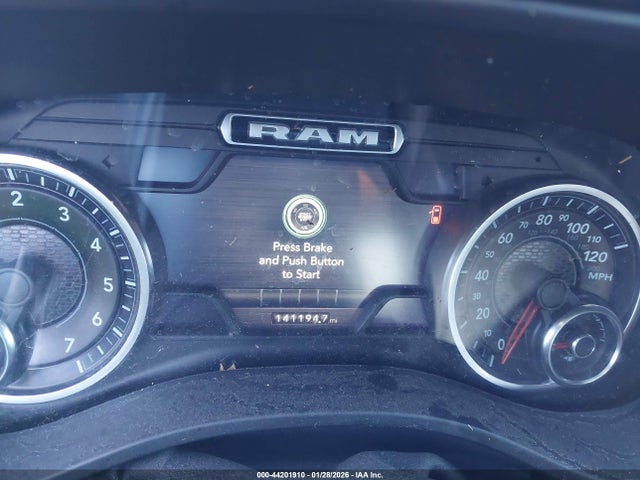 RAM
2
3
4
5
6
7
Press Brake
and Push Button
to Start
141194.7 mi
0
20
40
60
80
90
100
110
120
MPH
000-44201910 | 01/28/2026 | IAA Inc.